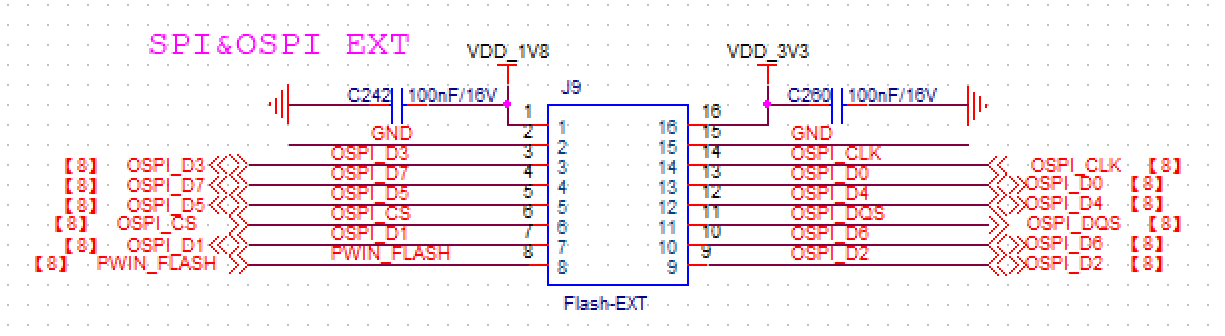 SPI&OSPI EXT
VDD_1V8 VDD_3V3
C242 100nF/16V J9 C260 100nF/16V
1 16
GND 2 1 16 15 GND
OSPI_D3 3 2 15 14 OSPI_CLK
【8】 OSPI_D3 OSPI_D7 4 3 14 13 OSPI_D0 OSPI_CLK 【8】
【8】 OSPI_D7 OSPI_D5 5 4 13 12 OSPI_D4 OSPI_D0 【8】
【8】 OSPI_D5 OSPI_CS 6 5 12 11 OSPI_DQS OSPI_D4 【8】
【8】 OSPI_CS OSPI_D1 7 6 11 10 OSPI_D6 OSPI_DQS 【8】
【8】 OSPI_D1 PWIN_FLASH 8 7 10 9 OSPI_D2 OSPI_D6 【8】
【8】 PWIN_FLASH 8 9 OSPI_D2 【8】
Flash-EXT